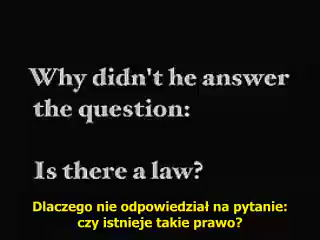 Why didn't he answer
the question:
Is there a law?
Dlaczego nie odpowiedział na pytanie:
czy istnieje takie prawo?